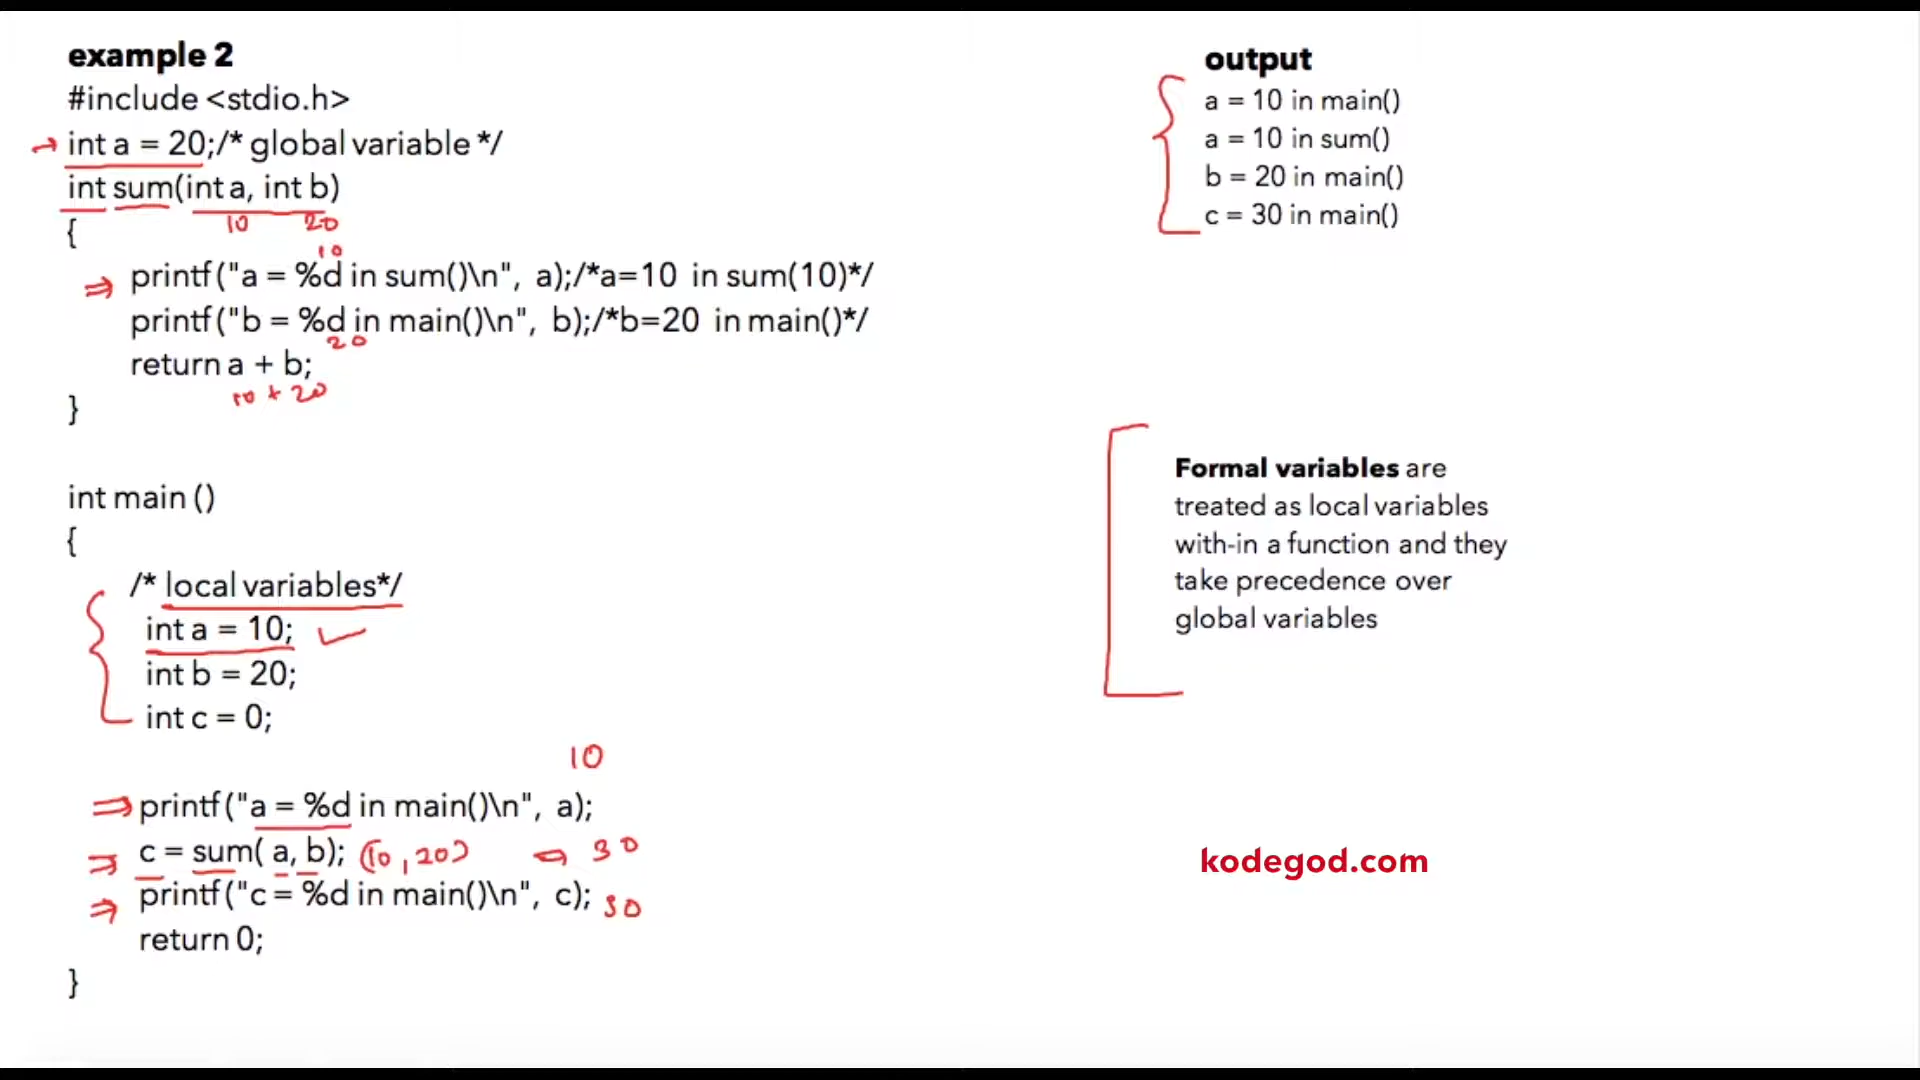 example 2
#include <stdio.h>
int a = 20;/* global variable */
int sum(int a, int b)
10 20
{
10
printf("a = %d in sum()\n", a);/*a=10 in sum(10)*/
printf("b = %d in main()\n", b);/*b=20 in main()*/
20
return a + b;
10 + 20
}
int main ()
{
/* local variables*/
int a = 10;
int b = 20;
int c = 0;
10
printf("a = %d in main()\n", a);
c = sum( a, b); (10, 20) 30
printf("c = %d in main()\n", c); 30
return 0;
}
output
a = 10 in main()
a = 10 in sum()
b = 20 in main()
c = 30 in main()
Formal variables are
treated as local variables
with-in a function and they
take precedence over
global variables
kodegod.com